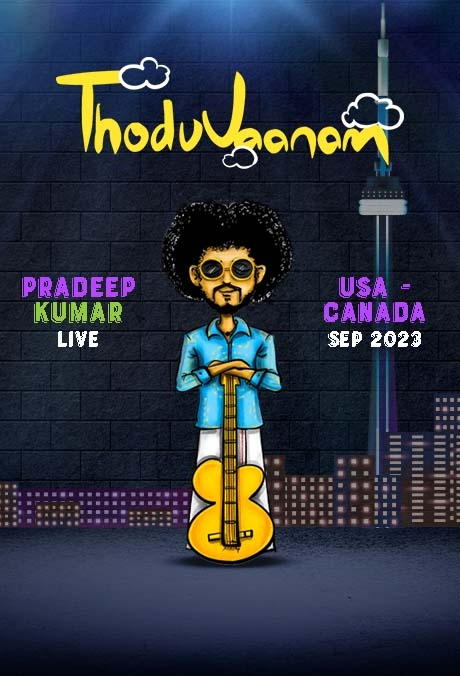 ThoduVaanam
PRADEEP
KUMAR
LIVE
USA -
CANADA
SEP 2023